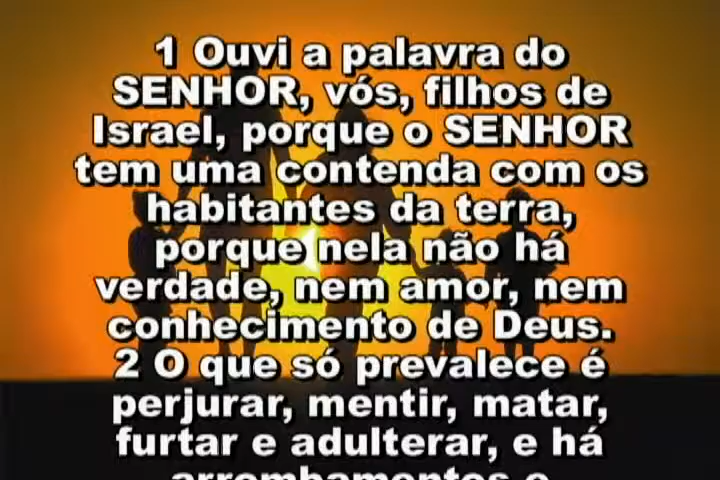 1 Ouvi a palavra do
SENHOR, vós, filhos de
Israel, porque o SENHOR
tem uma contenda com os
habitantes da terra,
porque nela não há
verdade, nem amor, nem
conhecimento de Deus.
2 O que só prevalece é
perjurar, mentir, matar,
furtar e adulterar, e há
arrombamentos e